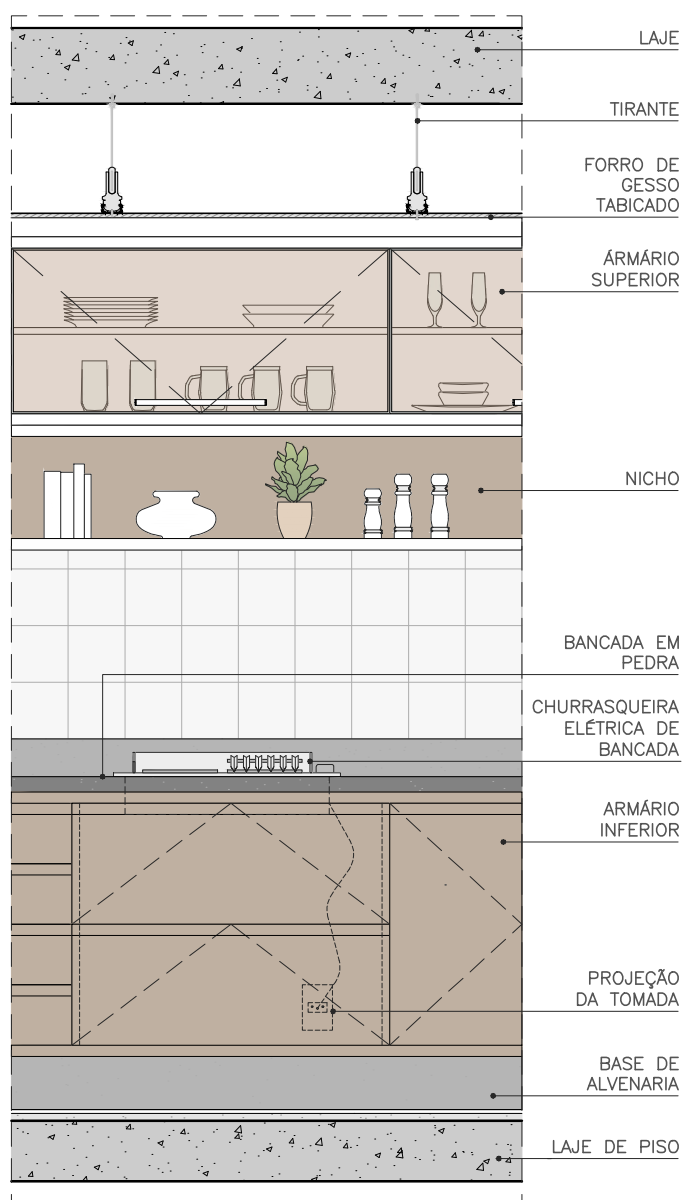 LAJE
TIRANTE
FORRO DE
GESSO
TABICADO
ÁRMÁRIO
SUPERIOR
NICHO
BANCADA EM
PEDRA
CHURRASQUEIRA
ELÉTRICA DE
BANCADA
ARMÁRIO
INFERIOR
PROJEÇÃO
DA TOMADA
BASE DE
ALVENARIA
LAJE DE PISO